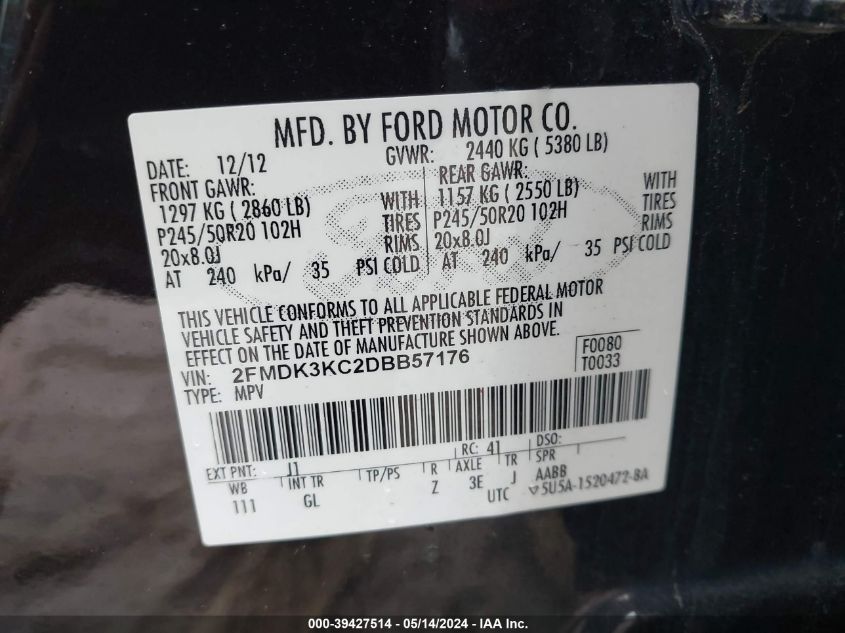 MFD. BY FORD MOTOR CO.
DATE: 12/12 GVWR: 2440 KG ( 5380 LB)
FRONT GAWR: REAR GAWR:
1297 KG ( 2860 LB) WITH 1157 KG ( 2550 LB) WITH
P245/50R20 102H TIRES P245/50R20 102H TIRES
20x8.0J RIMS 20x8.0J RIMS
AT 240 kPa/ 35 PSI COLD AT 240 kPa/ 35 PSI COLD
THIS VEHICLE CONFORMS TO ALL APPLICABLE FEDERAL MOTOR
VEHICLE SAFETY AND THEFT PREVENTION STANDARDS IN
EFFECT ON THE DATE OF MANUFACTURE SHOWN ABOVE.
VIN: 2FMDK3KC2DBB57176 F0080
TYPE: MPV T0033
EXT PNT: J1 RC: 41 DSO:
WB INT TR TP/PS R AXLE TR SPR
111 GL Z 3E J AABB
UTC ▽5U5A-1520472-BA
000-39427514 - 05/14/2024 - IAA Inc.